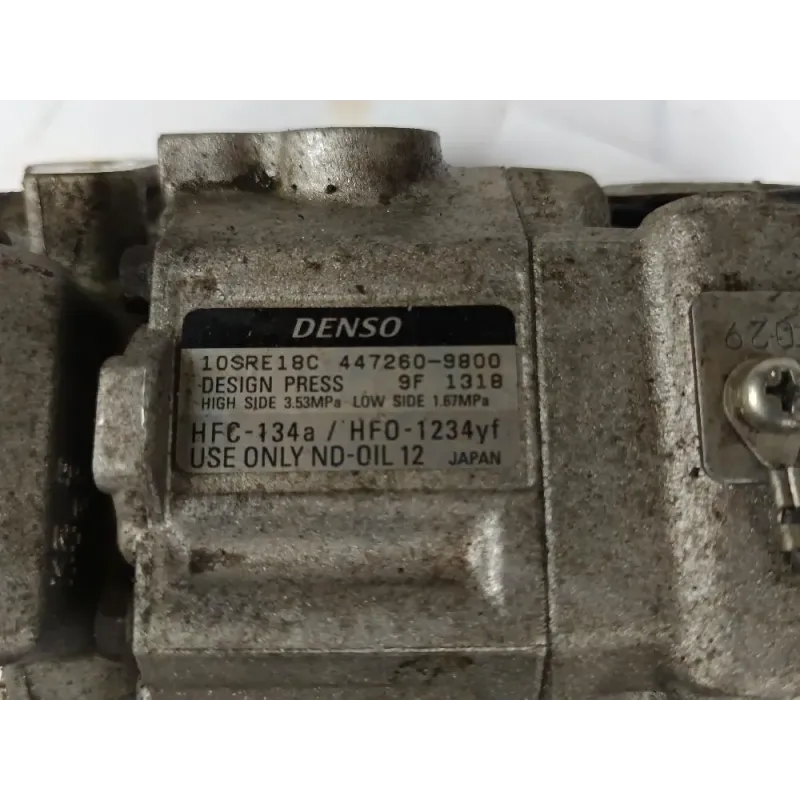 DENSO
10SRE18C 447260-9800
DESIGN PRESS 9F 1318
HIGH SIDE 3.53MPa LOW SIDE 1.67MPa
HFC-134a / HFO-1234yf
USE ONLY ND-OIL 12 JAPAN